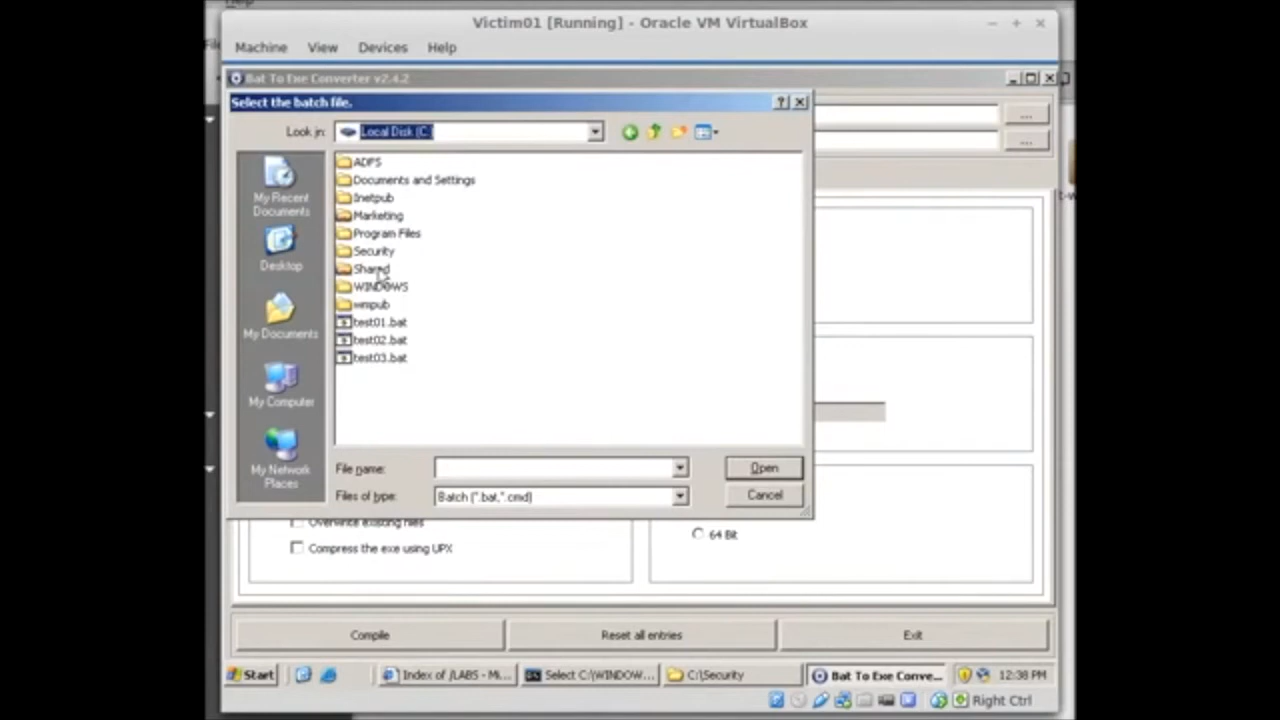 Help
Victim01 [Running] - Oracle VM VirtualBox
Machine View Devices Help
Bat To Exe Converter v2.4.2
Select the batch file.
Look in: Local Disk (C:)
...
...
My Recent
Documents
Desktop
My Documents
My Computer
My Network
Places
ADFS
Documents and Settings
Inetpub
Marketing
Program Files
Security
Shared
WINDOWS
wmpub
test01.bat
test02.bat
test03.bat
File name:
Open
Files of type: Batch (*.bat,*.cmd)
Cancel
Overwrite existing files
Compress the exe using UPX
64 Bit
Compile Reset all entries Exit
Start Index of /LABS - Mi... Select C:\WINDOW... C:\Security Bat To Exe Conve... 12:38 PM
Right Ctrl